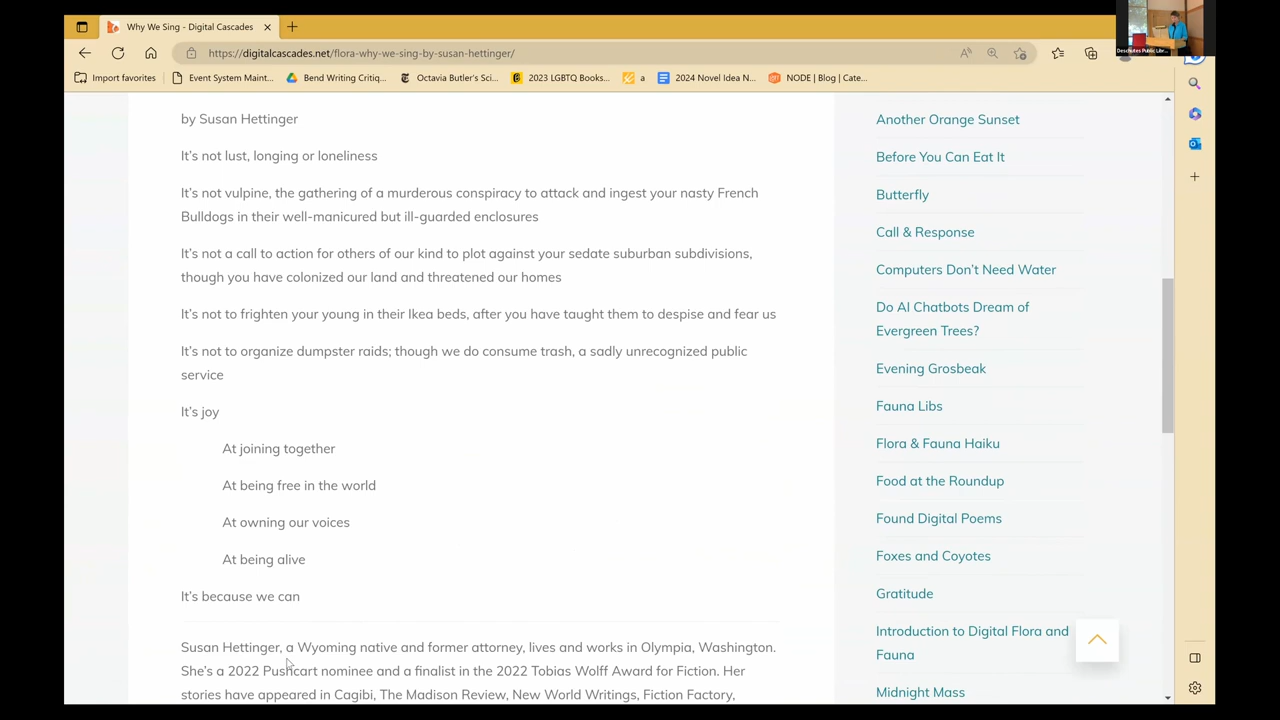 Why We Sing - Digital Cascades
https://digitalcascades.net/flora-why-we-sing-by-susan-hettinger/
Import favorites
Event System Maint...
Bend Writing Critiq...
Octavia Butler's Sci...
2023 LGBTQ Books...
a
2024 Novel Idea N...
NODE | Blog | Cate...
Deschutes Public Libr...
by Susan Hettinger
It's not lust, longing or loneliness
It's not vulpine, the gathering of a murderous conspiracy to attack and ingest your nasty French
Bulldogs in their well-manicured but ill-guarded enclosures
It's not a call to action for others of our kind to plot against your sedate suburban subdivisions,
though you have colonized our land and threatened our homes
It's not to frighten your young in their Ikea beds, after you have taught them to despise and fear us
It's not to organize dumpster raids; though we do consume trash, a sadly unrecognized public
service
It's joy
At joining together
At being free in the world
At owning our voices
At being alive
It's because we can
Susan Hettinger, a Wyoming native and former attorney, lives and works in Olympia, Washington.
She's a 2022 Pushcart nominee and a finalist in the 2022 Tobias Wolff Award for Fiction. Her
stories have appeared in Cagibi, The Madison Review, New World Writings, Fiction Factory,
Another Orange Sunset
Before You Can Eat It
Butterfly
Call & Response
Computers Don't Need Water
Do AI Chatbots Dream of
Evergreen Trees?
Evening Grosbeak
Fauna Libs
Flora & Fauna Haiku
Food at the Roundup
Found Digital Poems
Foxes and Coyotes
Gratitude
Introduction to Digital Flora and
Fauna
Midnight Mass